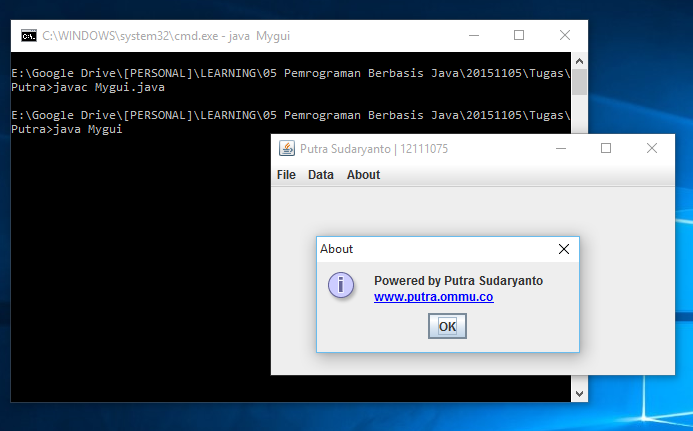 C:\WINDOWS\system32\cmd.exe - java  Mygui
E:\Google Drive\[PERSONAL]\LEARNING\05 Pemrograman Berbasis Java\20151105\Tugas\
Putra>javac Mygui.java
E:\Google Drive\[PERSONAL]\LEARNING\05 Pemrograman Berbasis Java\20151105\Tugas\
Putra>java Mygui
Putra Sudaryanto | 12111075
File Data About
About
Powered by Putra Sudaryanto
www.putra.ommu.co
OK